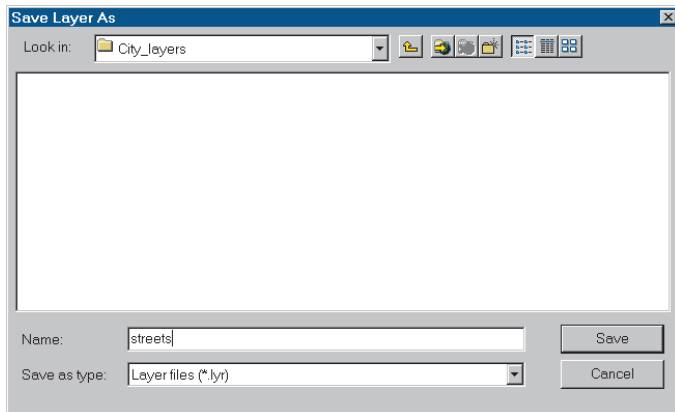 Save Layer As
Look in: City_layers
Name: streets Save
Save as type: Layer files (*.lyr) Cancel